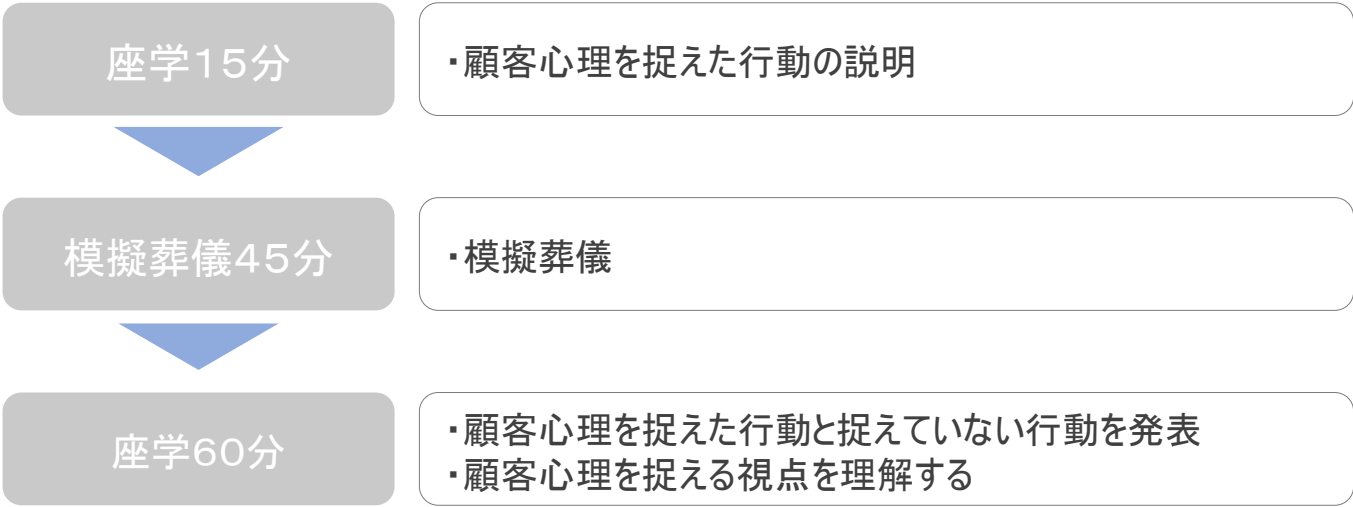 座学15分
・顧客心理を捉えた行動の説明
模擬葬儀45分
・模擬葬儀
座学60分
・顧客心理を捉えた行動と捉えていない行動を発表
・顧客心理を捉える視点を理解する